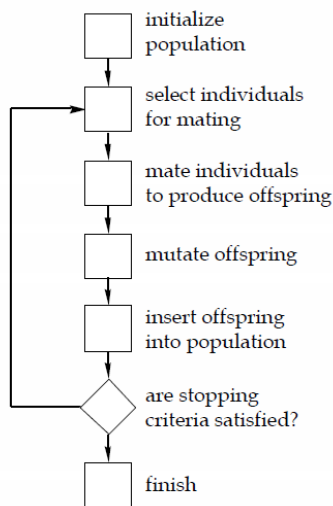 initialize
population
select individuals
for mating
mate individuals
to produce offspring
mutate offspring
insert offspring
into population
are stopping
criteria satisfied?
finish